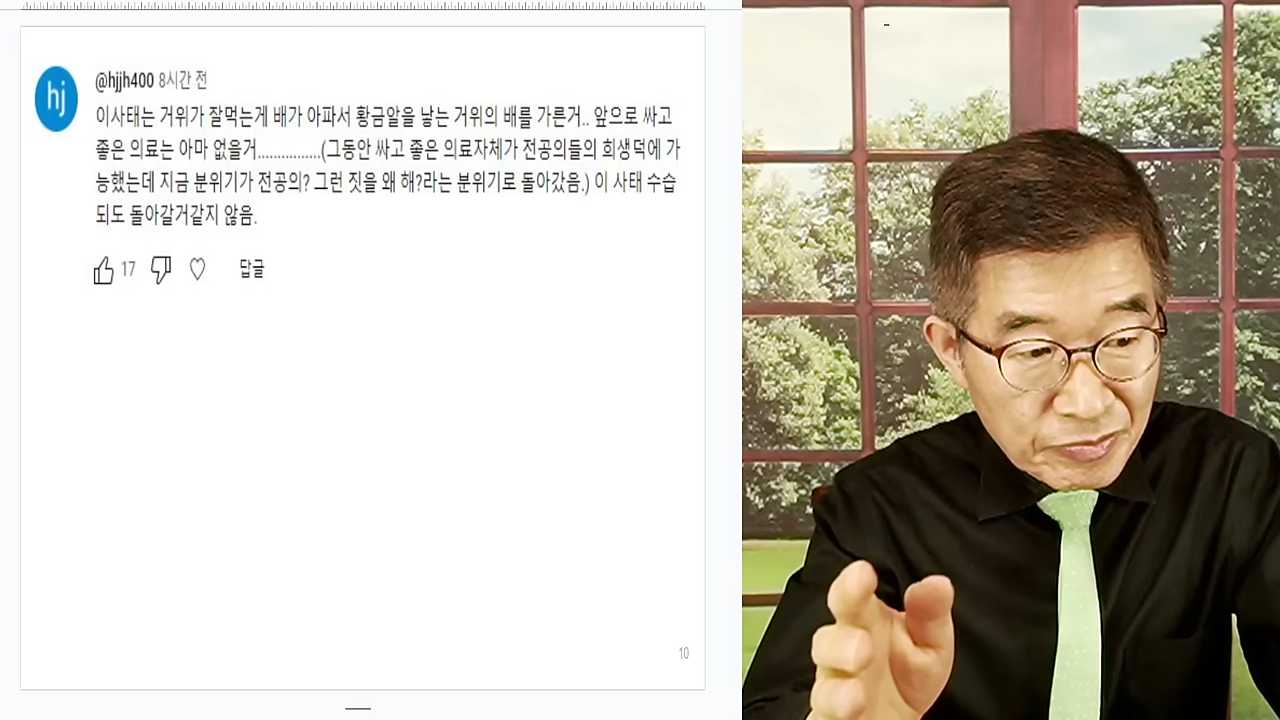 hj
@hjjh400 8시간 전
이사태는 거위가 잘먹는게 배가 아파서 황금알을 낳는 거위의 배를 가른거.. 앞으로 싸고
좋은 의료는 아마 없을거................(그동안 싸고 좋은 의료자체가 전공의들의 희생덕에 가
능했는데 지금 분위기가 전공의? 그런 짓을 왜 해?라는 분위기로 돌아갔음.) 이 사태 수습
되도 돌아갈거같지 않음.
17 답글
10